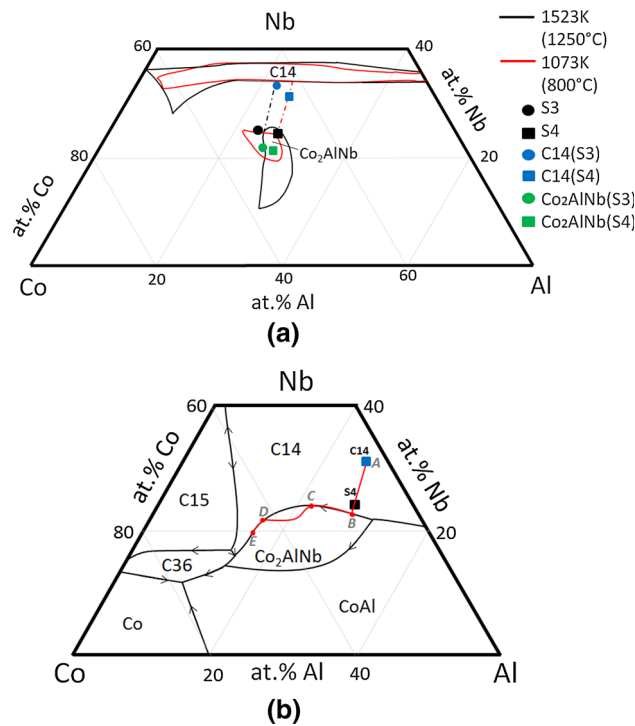 Nb
60
40
C14
at.% Nb
Co₂AlNb
80
20
at.% Co
Co
20
40
60
Al
at.% Al
1523K
(1250°C)
1073K
(800°C)
S3
S4
C14(S3)
C14(S4)
Co₂AlNb(S3)
Co₂AlNb(S4)
(a)
Nb
60
40
at.% Co
C14
C14
A
at.% Nb
S4
C15
C
D
B
80
E
20
Co₂AlNb
C36
CoAl
Co
Co
20
at.% Al
40
Al
(b)